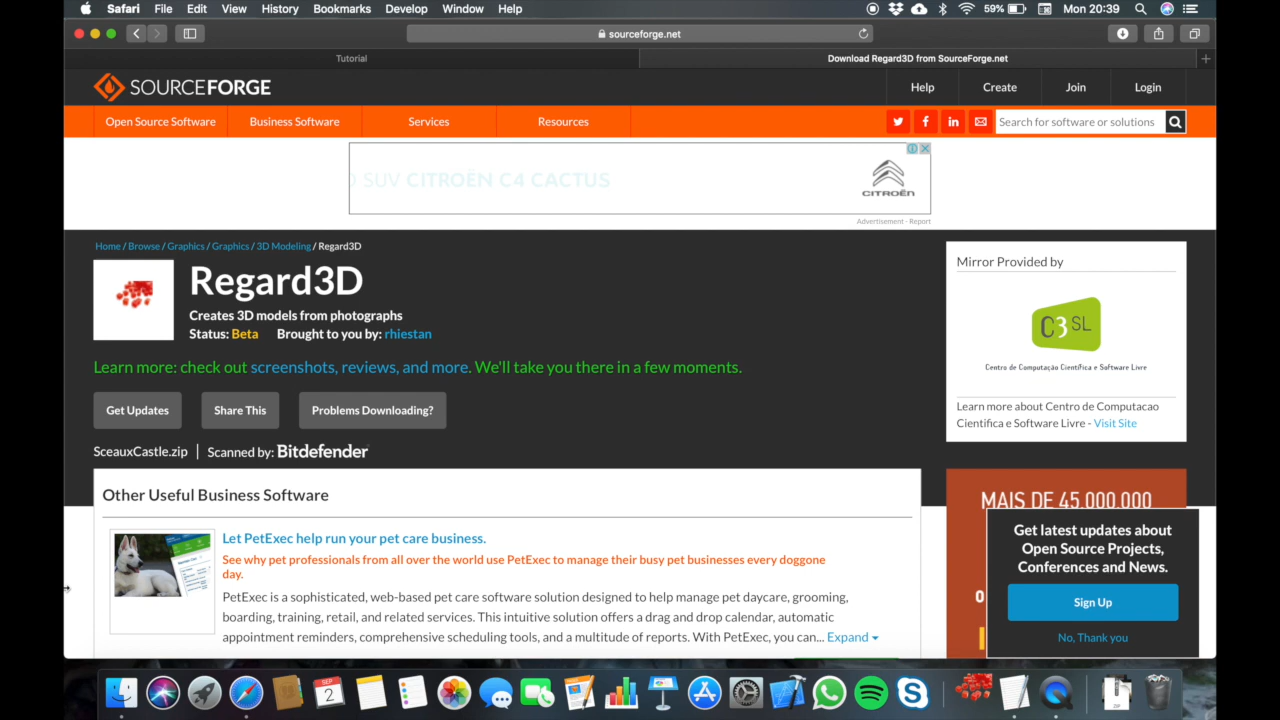 Safari File Edit View History Bookmarks Develop Window Help 59% Mon 20:39
sourceforge.net
Tutorial Download Regard3D from SourceForge.net
SOURCEFORGE Help Create Join Login
Open Source Software Business Software Services Resources Search for software or solutions
SUV CITROËN C4 CACTUS CITROËN
Advertisement - Report
Home / Browse / Graphics / Graphics / 3D Modeling / Regard3D
Regard3D
Creates 3D models from photographs
Status: Beta Brought to you by: rhiestan
Learn more: check out screenshots, reviews, and more. We'll take you there in a few moments.
Get Updates Share This Problems Downloading?
SceauxCastle.zip | Scanned by: Bitdefender
Mirror Provided by
C3SL
Centro de Computação Científica e Software Livre
Learn more about Centro de Computacao
Cientifica e Software Livre - Visit Site
Other Useful Business Software
Let PetExec help run your pet care business.
See why pet professionals from all over the world use PetExec to manage their busy pet businesses every doggone
day.
PetExec is a sophisticated, web-based pet care software solution designed to help manage pet daycare, grooming,
boarding, training, retail, and related services. This intuitive solution offers a drag and drop calendar, automatic
appointment reminders, comprehensive scheduling tools, and a multitude of reports. With PetExec, you can... Expand
MAIS DE 45.000.000
Get latest updates about
Open Source Projects,
Conferences and News.
Sign Up
No, Thank you
SEP
2
ZIP